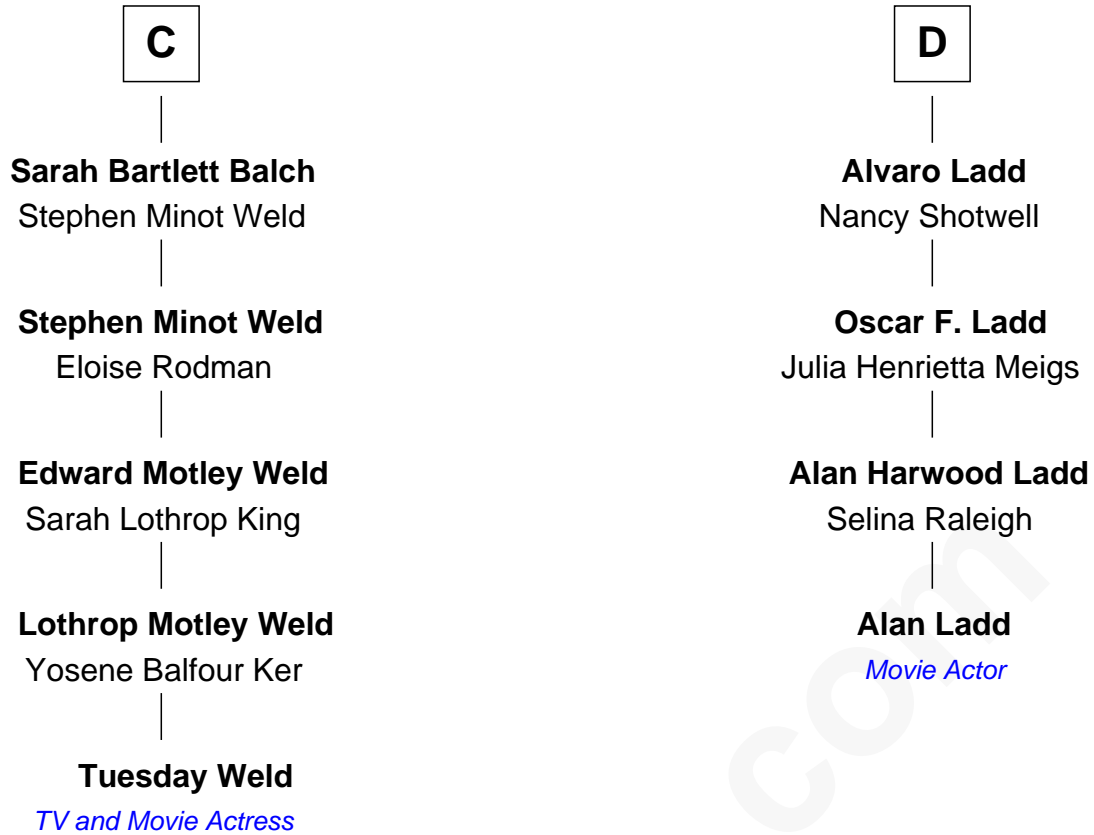 C
Sarah Bartlett Balch
Stephen Minot Weld
Stephen Minot Weld
Eloise Rodman
Edward Motley Weld
Sarah Lothrop King
Lothrop Motley Weld
Yosene Balfour Ker
Tuesday Weld
TV and Movie Actress
D
Alvaro Ladd
Nancy Shotwell
Oscar F. Ladd
Julia Henrietta Meigs
Alan Harwood Ladd
Selina Raleigh
Alan Ladd
Movie Actor
com